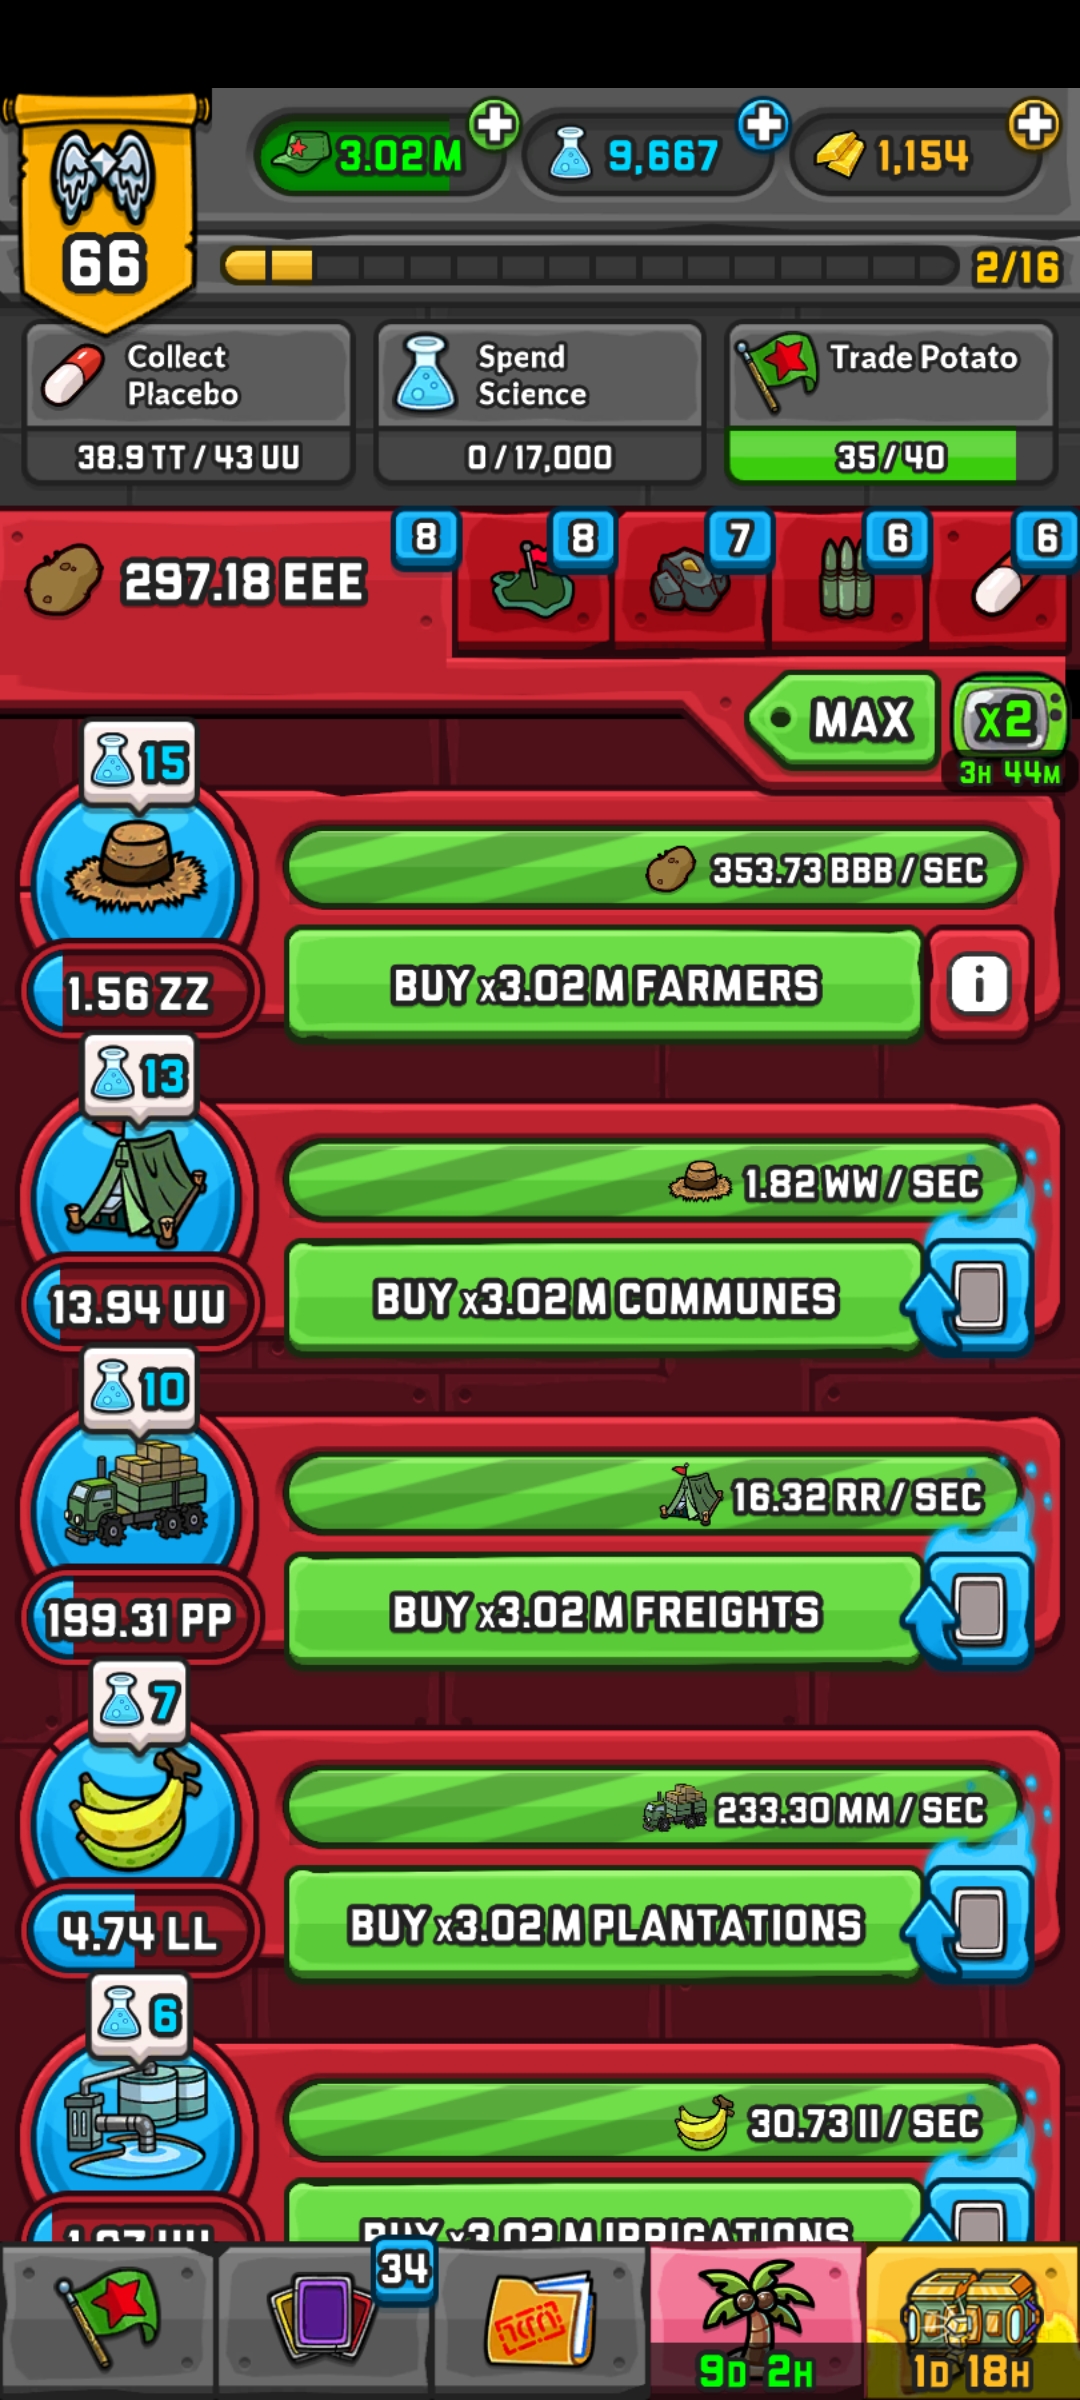 3.02 M
9,667
1,154
66
2/16
Collect
Placebo
38.9 TT / 43 UU
Spend
Science
0 / 17,000
Trade Potato
35 / 40
297.18 EEE
8
8
7
6
6
MAX
x2
3H 44M
15
353.73 BBB / SEC
1.56 ZZ
BUY x3.02 M FARMERS
i
13
1.82 WW / SEC
13.94 UU
BUY x3.02 M COMMUNES
10
16.32 RR / SEC
199.31 PP
BUY x3.02 M FREIGHTS
7
233.30 MM / SEC
4.74 LL
BUY x3.02 M PLANTATIONS
6
30.73 II / SEC
BUY x3.02 M IRRIGATIONS
34
9D 2H
1D 18H